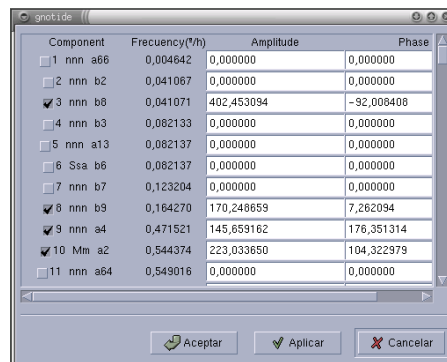 gnotide
Component Frecuency(º/h) Amplitude Phase
1 nnn a66 0,004642 0,000000 0,000000
2 nnn b2 0,041067 0,000000 0,000000
3 nnn b8 0,041071 402,453094 -92,008408
4 nnn b3 0,082133 0,000000 0,000000
5 nnn a13 0,082137 0,000000 0,000000
6 Ssa b6 0,082137 0,000000 0,000000
7 nnn b7 0,123204 0,000000 0,000000
8 nnn b9 0,164270 170,248659 7,262094
9 nnn a4 0,471521 145,659162 176,351314
10 Mm a2 0,544374 223,033650 104,322979
11 nnn a64 0,549016 0,000000 0,000000
Aceptar Aplicar Cancelar